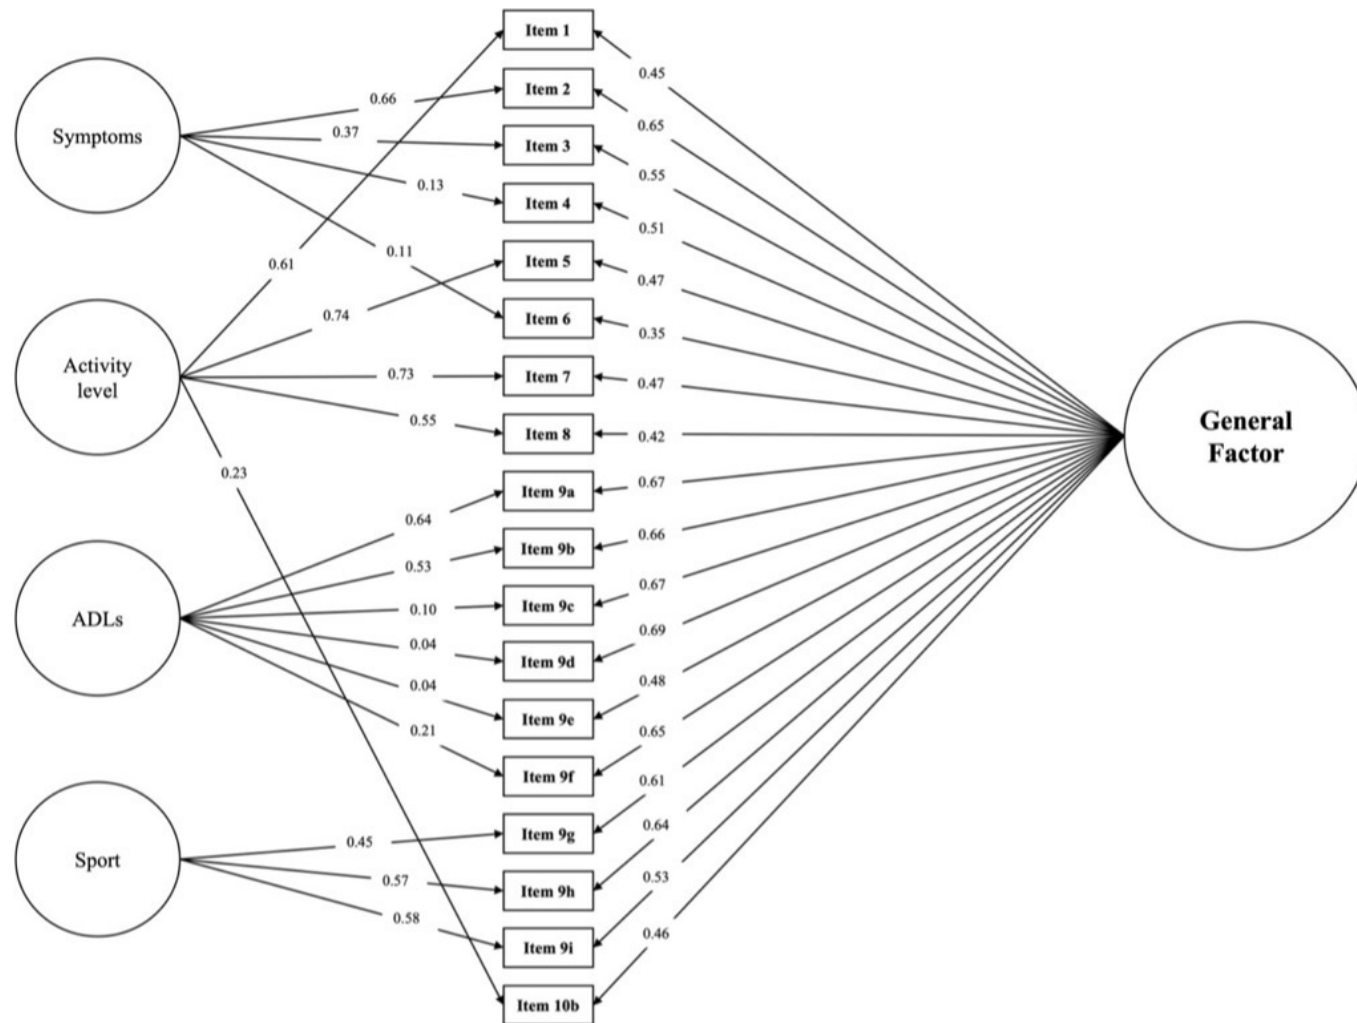 Symptoms
Activity
level
ADLs
Sport
0.66
0.37
0.13
0.11
0.61
0.74
0.73
0.55
0.23
0.64
0.53
0.10
0.04
0.04
0.21
0.45
0.57
0.58
Item 1
Item 2
Item 3
Item 4
Item 5
Item 6
Item 7
Item 8
Item 9a
Item 9b
Item 9c
Item 9d
Item 9e
Item 9f
Item 9g
Item 9h
Item 9i
Item 10b
0.45
0.65
0.55
0.51
0.47
0.35
0.47
0.42
0.67
0.66
0.67
0.69
0.48
0.65
0.61
0.64
0.53
0.46
General
Factor